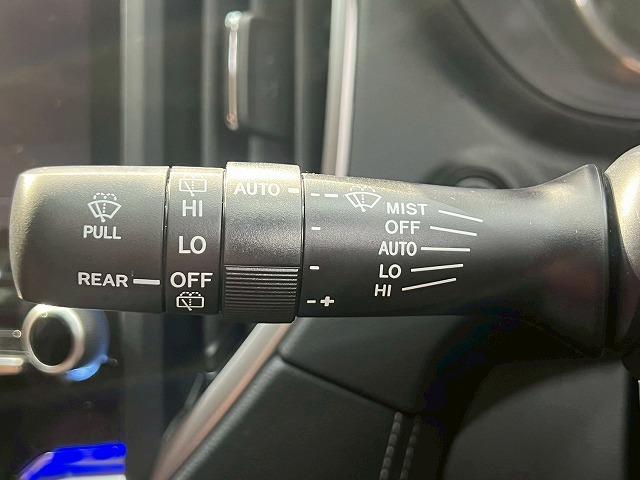 PULL
REAR
HI
LO
OFF
AUTO
- +
MIST
OFF
AUTO
LO
HI